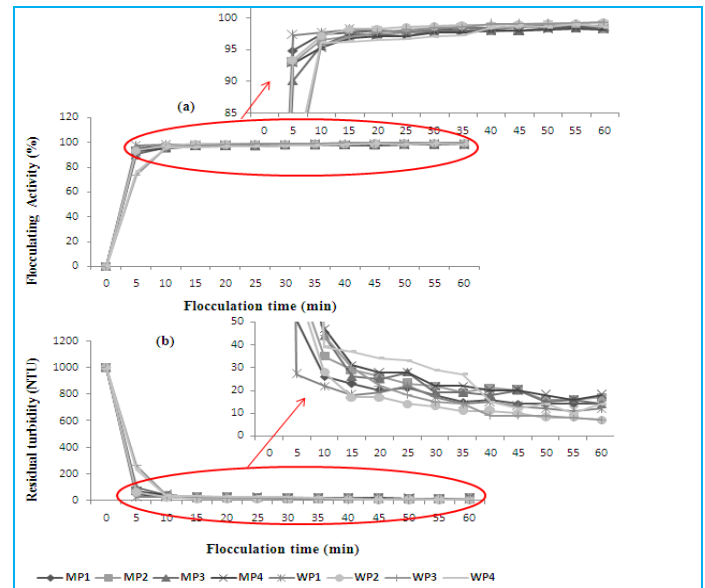 100
95
90
85
0 5 10 15 20 25 30 35 40 45 50 55 60
(a)
Flocculating Activity (%)
120
100
80
60
40
20
0
0 5 10 15 20 25 30 35 40 45 50 55 60
Flocculation time (min)
(b)
50
40
30
20
10
0
0 5 10 15 20 25 30 35 40 45 50 55 60
Residual turbidity (NTU)
1200
1000
800
600
400
200
0
0 5 10 15 20 25 30 35 40 45 50 55 60
Flocculation time (min)
MP1 MP2 MP3 MP4 WP1 WP2 WP3 WP4